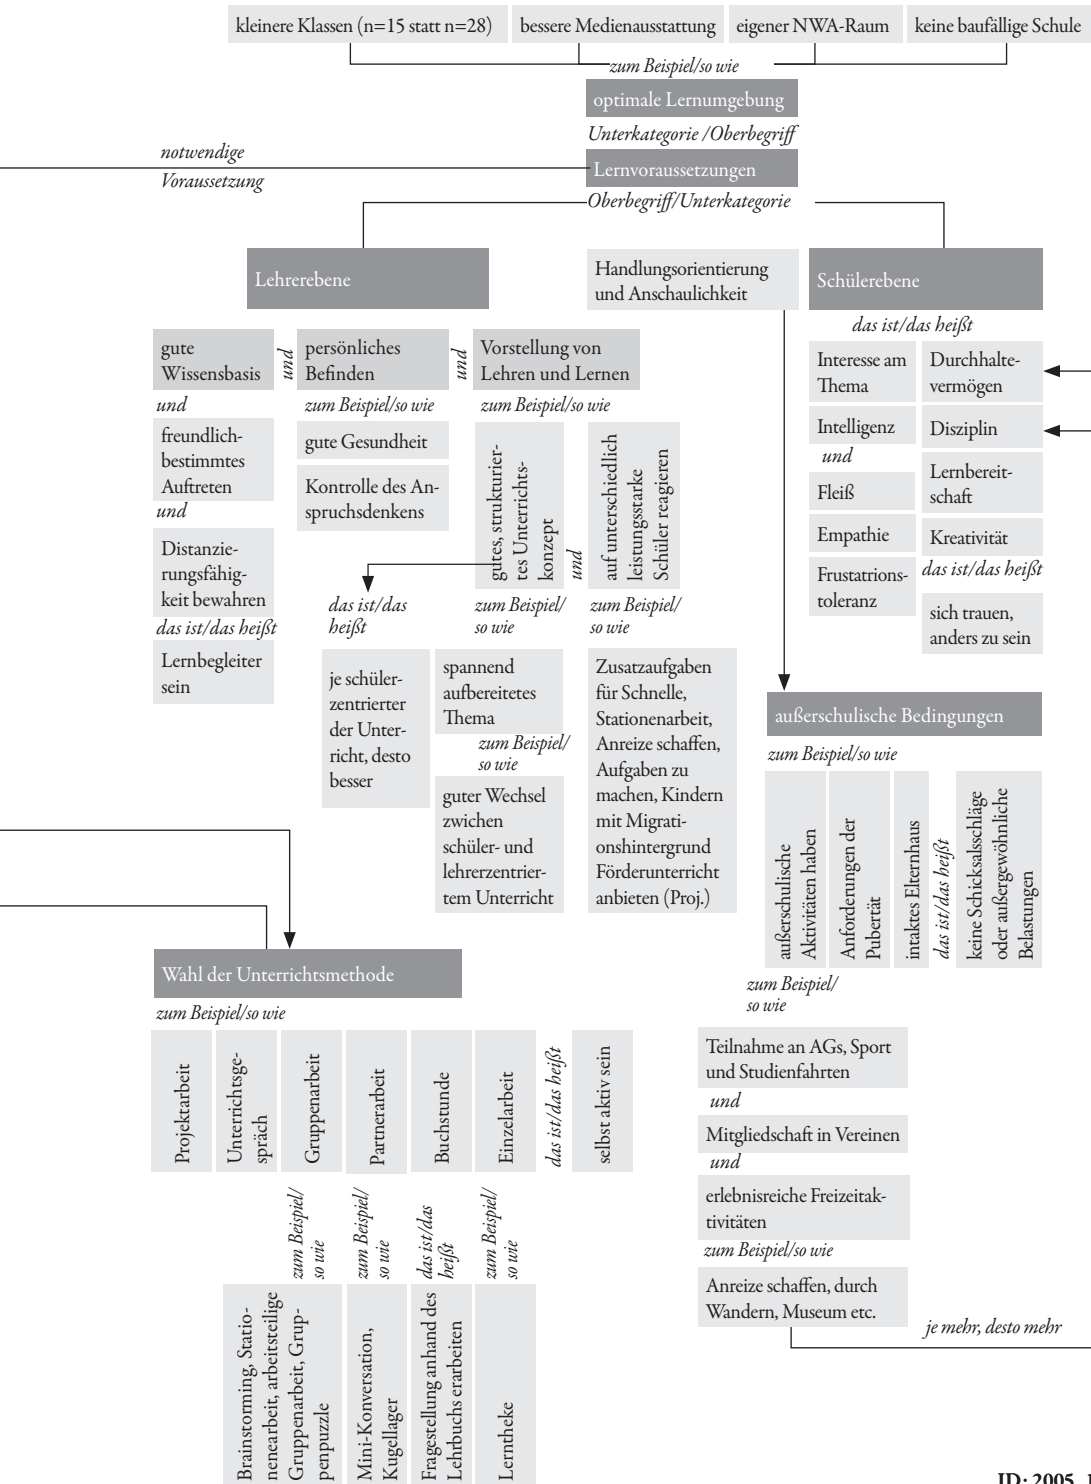 kleinere Klassen (n=15 statt n=28)
bessere Medienausstattung
eigener NWA-Raum
keine baufällige Schule
zum Beispiel/so wie
optimale Lernumgebung
Unterkategorie /Oberbegriff
notwendige
Voraussetzung
Lernvoraussetzungen
Oberbegriff/Unterkategorie
Lehrerebene
Handlungsorientierung
und Anschaulichkeit
Schülerebene
das ist/das heißt
gute
Wissensbasis
und
persönliches
Befinden
und
Vorstellung von
Lehren und Lernen
und
freundlich-
bestimmtes
Auftreten
und
Distanzie-
rungsfähig-
keit bewahren
das ist/das heißt
Lernbegleiter
sein
zum Beispiel/so wie
gute Gesundheit
Kontrolle des An-
spruchsdenkens
zum Beispiel/so wie
gutes, strukturier-
tes Unterrichts-
konzept
und
auf unterschiedlich
leistungsstarke
Schüler reagieren
das ist/das
heißt
zum Beispiel/
so wie
zum Beispiel/
so wie
je schüler-
zentrierter
der Unter-
richt, desto
besser
spannend
aufbereitetes
Thema
zum Beispiel/
so wie
guter Wechsel
zwichen
schüler- und
lehrerzentrier-
tem Unterricht
Zusatzaufgaben
für Schnelle,
Stationenarbeit,
Anreize schaffen,
Aufgaben zu
machen, Kindern
mit Migrati-
onshintergrund
Förderunterricht
anbieten (Proj.)
Interesse am
Thema
Intelligenz
und
Fleiß
Empathie
Frustatrions-
toleranz
Durchhalte-
vermögen
Disziplin
Lernbereit-
schaft
Kreativität
das ist/das heißt
sich trauen,
anders zu sein
außerschulische Bedingungen
zum Beispiel/so wie
außerschulische
Aktivitäten haben
Anforderungen der
Pubertät
intaktes Elternhaus
das ist/das heißt
keine Schicksalsschläge
oder außergewöhnliche
Belastungen
zum Beispiel/
so wie
Teilnahme an AGs, Sport
und Studienfahrten
und
Mitgliedschaft in Vereinen
und
erlebnisreiche Freizeitak-
tivitäten
zum Beispiel/so wie
Anreize schaffen, durch
Wandern, Museum etc.
je mehr, desto mehr
Wahl der Unterrichtsmethode
zum Beispiel/so wie
Projektarbeit
Unterrichtsge-
spräch
Gruppenarbeit
Partnerarbeit
Buchstunde
Einzelarbeit
das ist/das heißt
selbst aktiv sein
zum Beispiel/
so wie
zum Beispiel/
so wie
das ist/das
heißt
zum Beispiel/
so wie
Brainstorming, Statio-
nenearbeit, arbeitsteilige
Gruppenarbeit, Grup-
penpuzzle
Mini-Konversation,
Kugellager
Fragestellung anhand des
Lehrbuchs erarbeiten
Lerntheke
ID: 2005